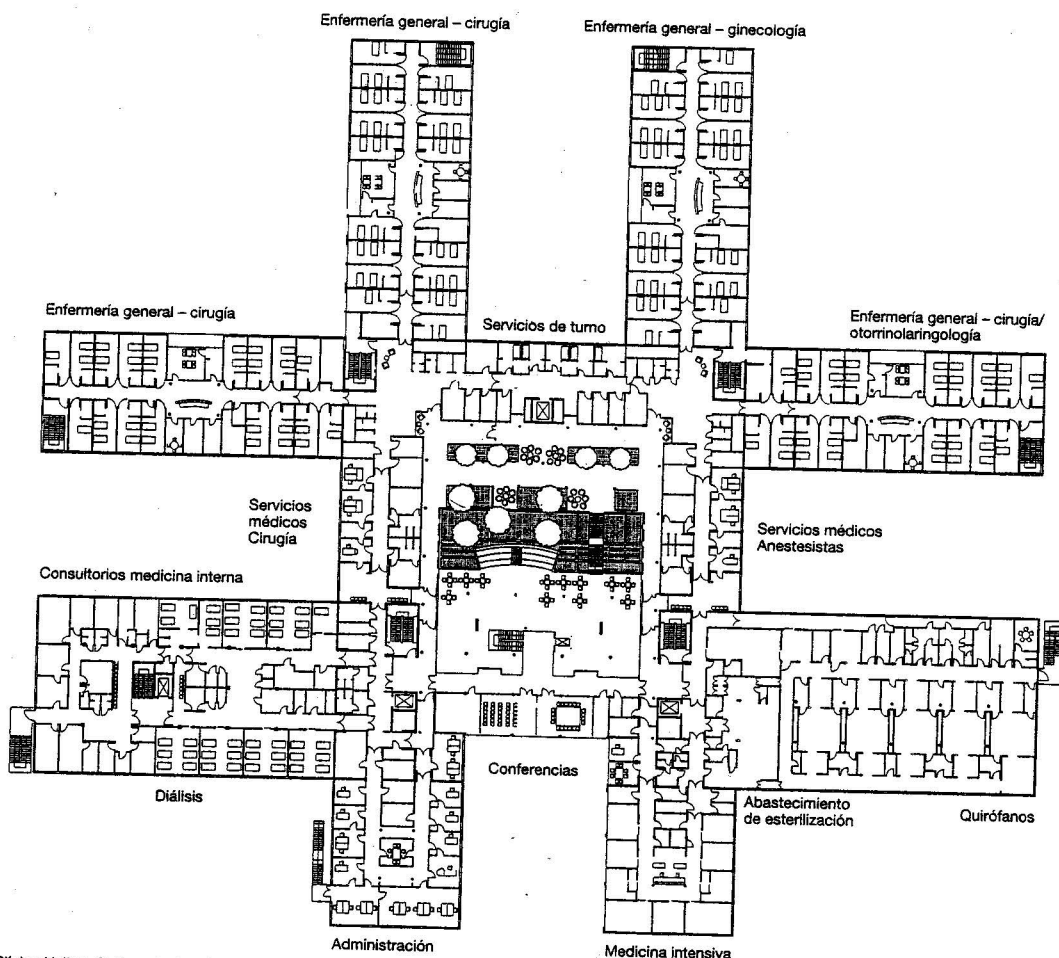 Enfermería general – cirugía
Enfermería general – ginecología
Enfermería general – cirugía
Servicios de turno
Enfermería general – cirugía/
otorrinolaringología
Servicios
médicos
Cirugía
Servicios médicos
Anestesistas
Consultorios medicina interna
Diálisis
Conferencias
Abastecimiento
de esterilización
Quirófanos
Administración
Medicina intensiva